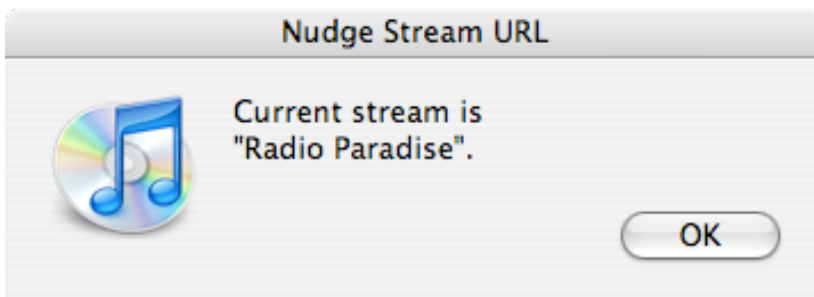 Nudge Stream URL
Current stream is
"Radio Paradise".
OK